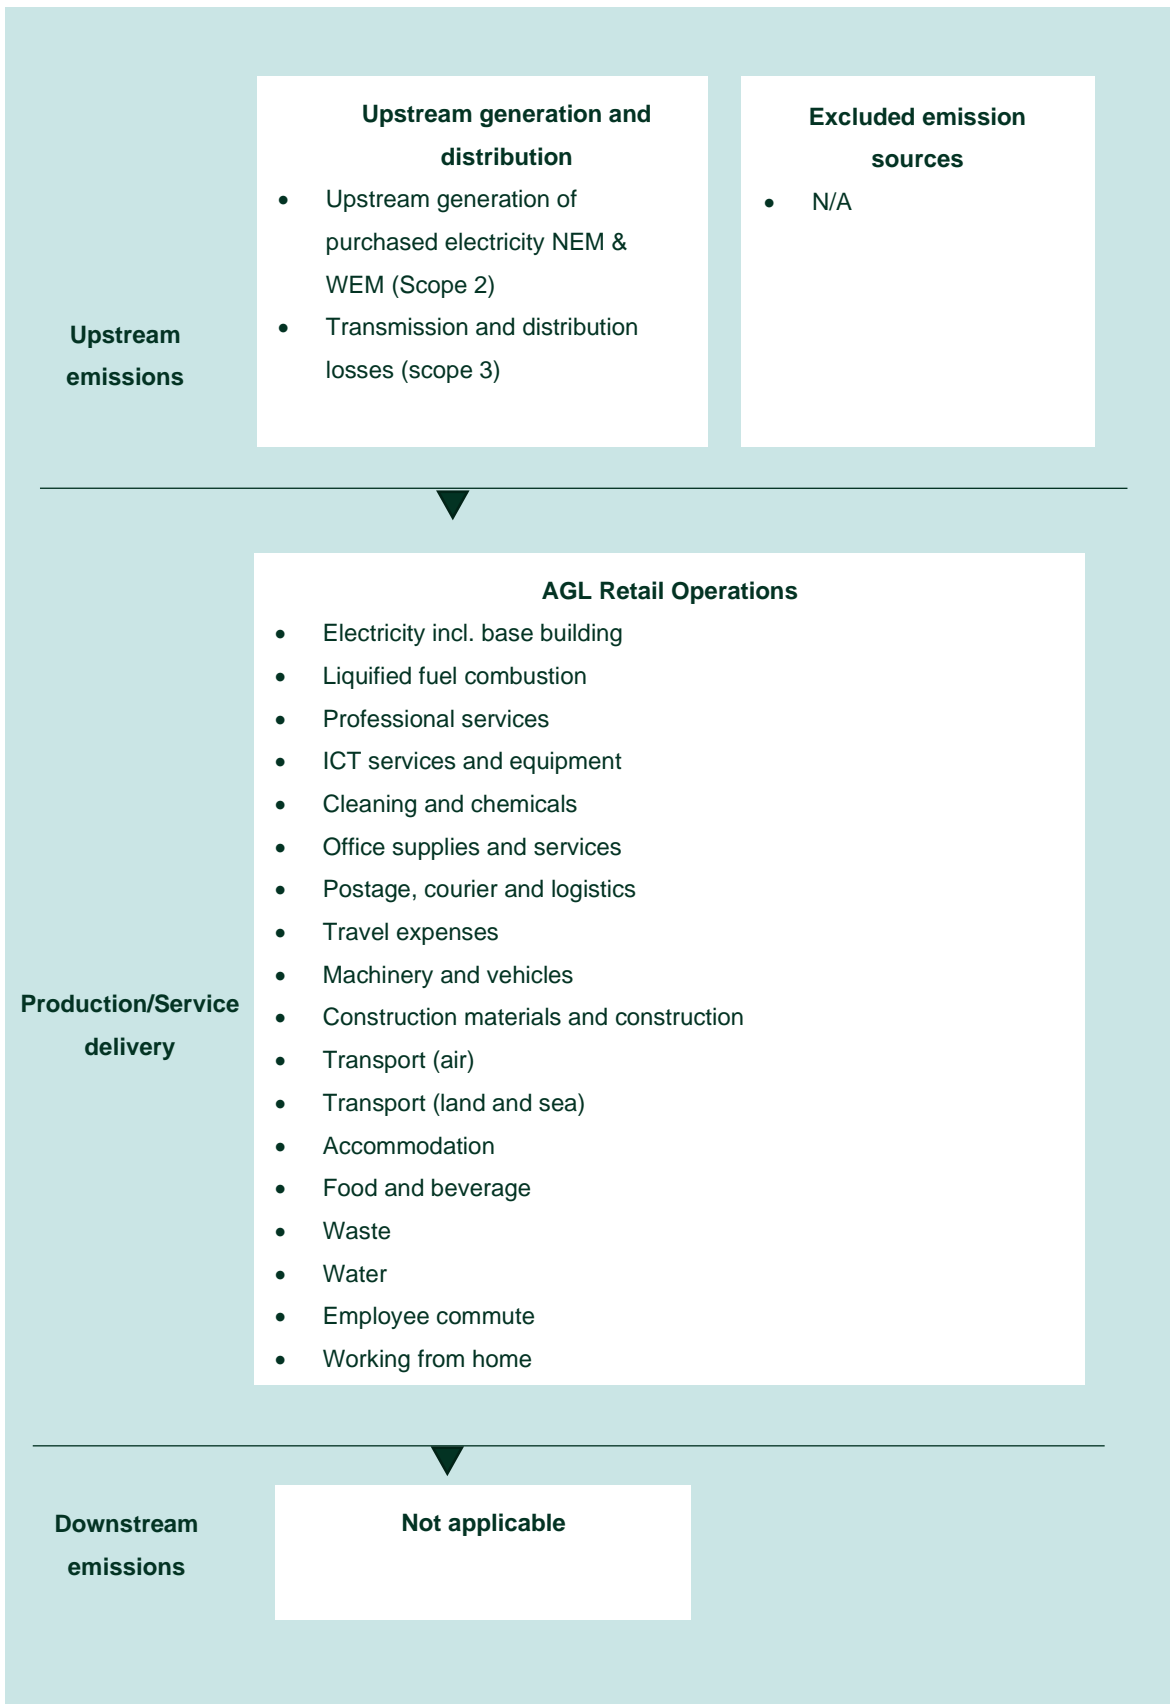 Upstream generation and
distribution
• Upstream generation of
purchased electricity NEM &
WEM (Scope 2)
• Transmission and distribution
losses (scope 3)
Excluded emission
sources
• N/A
Upstream
emissions
AGL Retail Operations
• Electricity incl. base building
• Liquified fuel combustion
• Professional services
• ICT services and equipment
• Cleaning and chemicals
• Office supplies and services
• Postage, courier and logistics
• Travel expenses
• Machinery and vehicles
• Construction materials and construction
• Transport (air)
• Transport (land and sea)
• Accommodation
• Food and beverage
• Waste
• Water
• Employee commute
• Working from home
Production/Service
delivery
Downstream
emissions
Not applicable